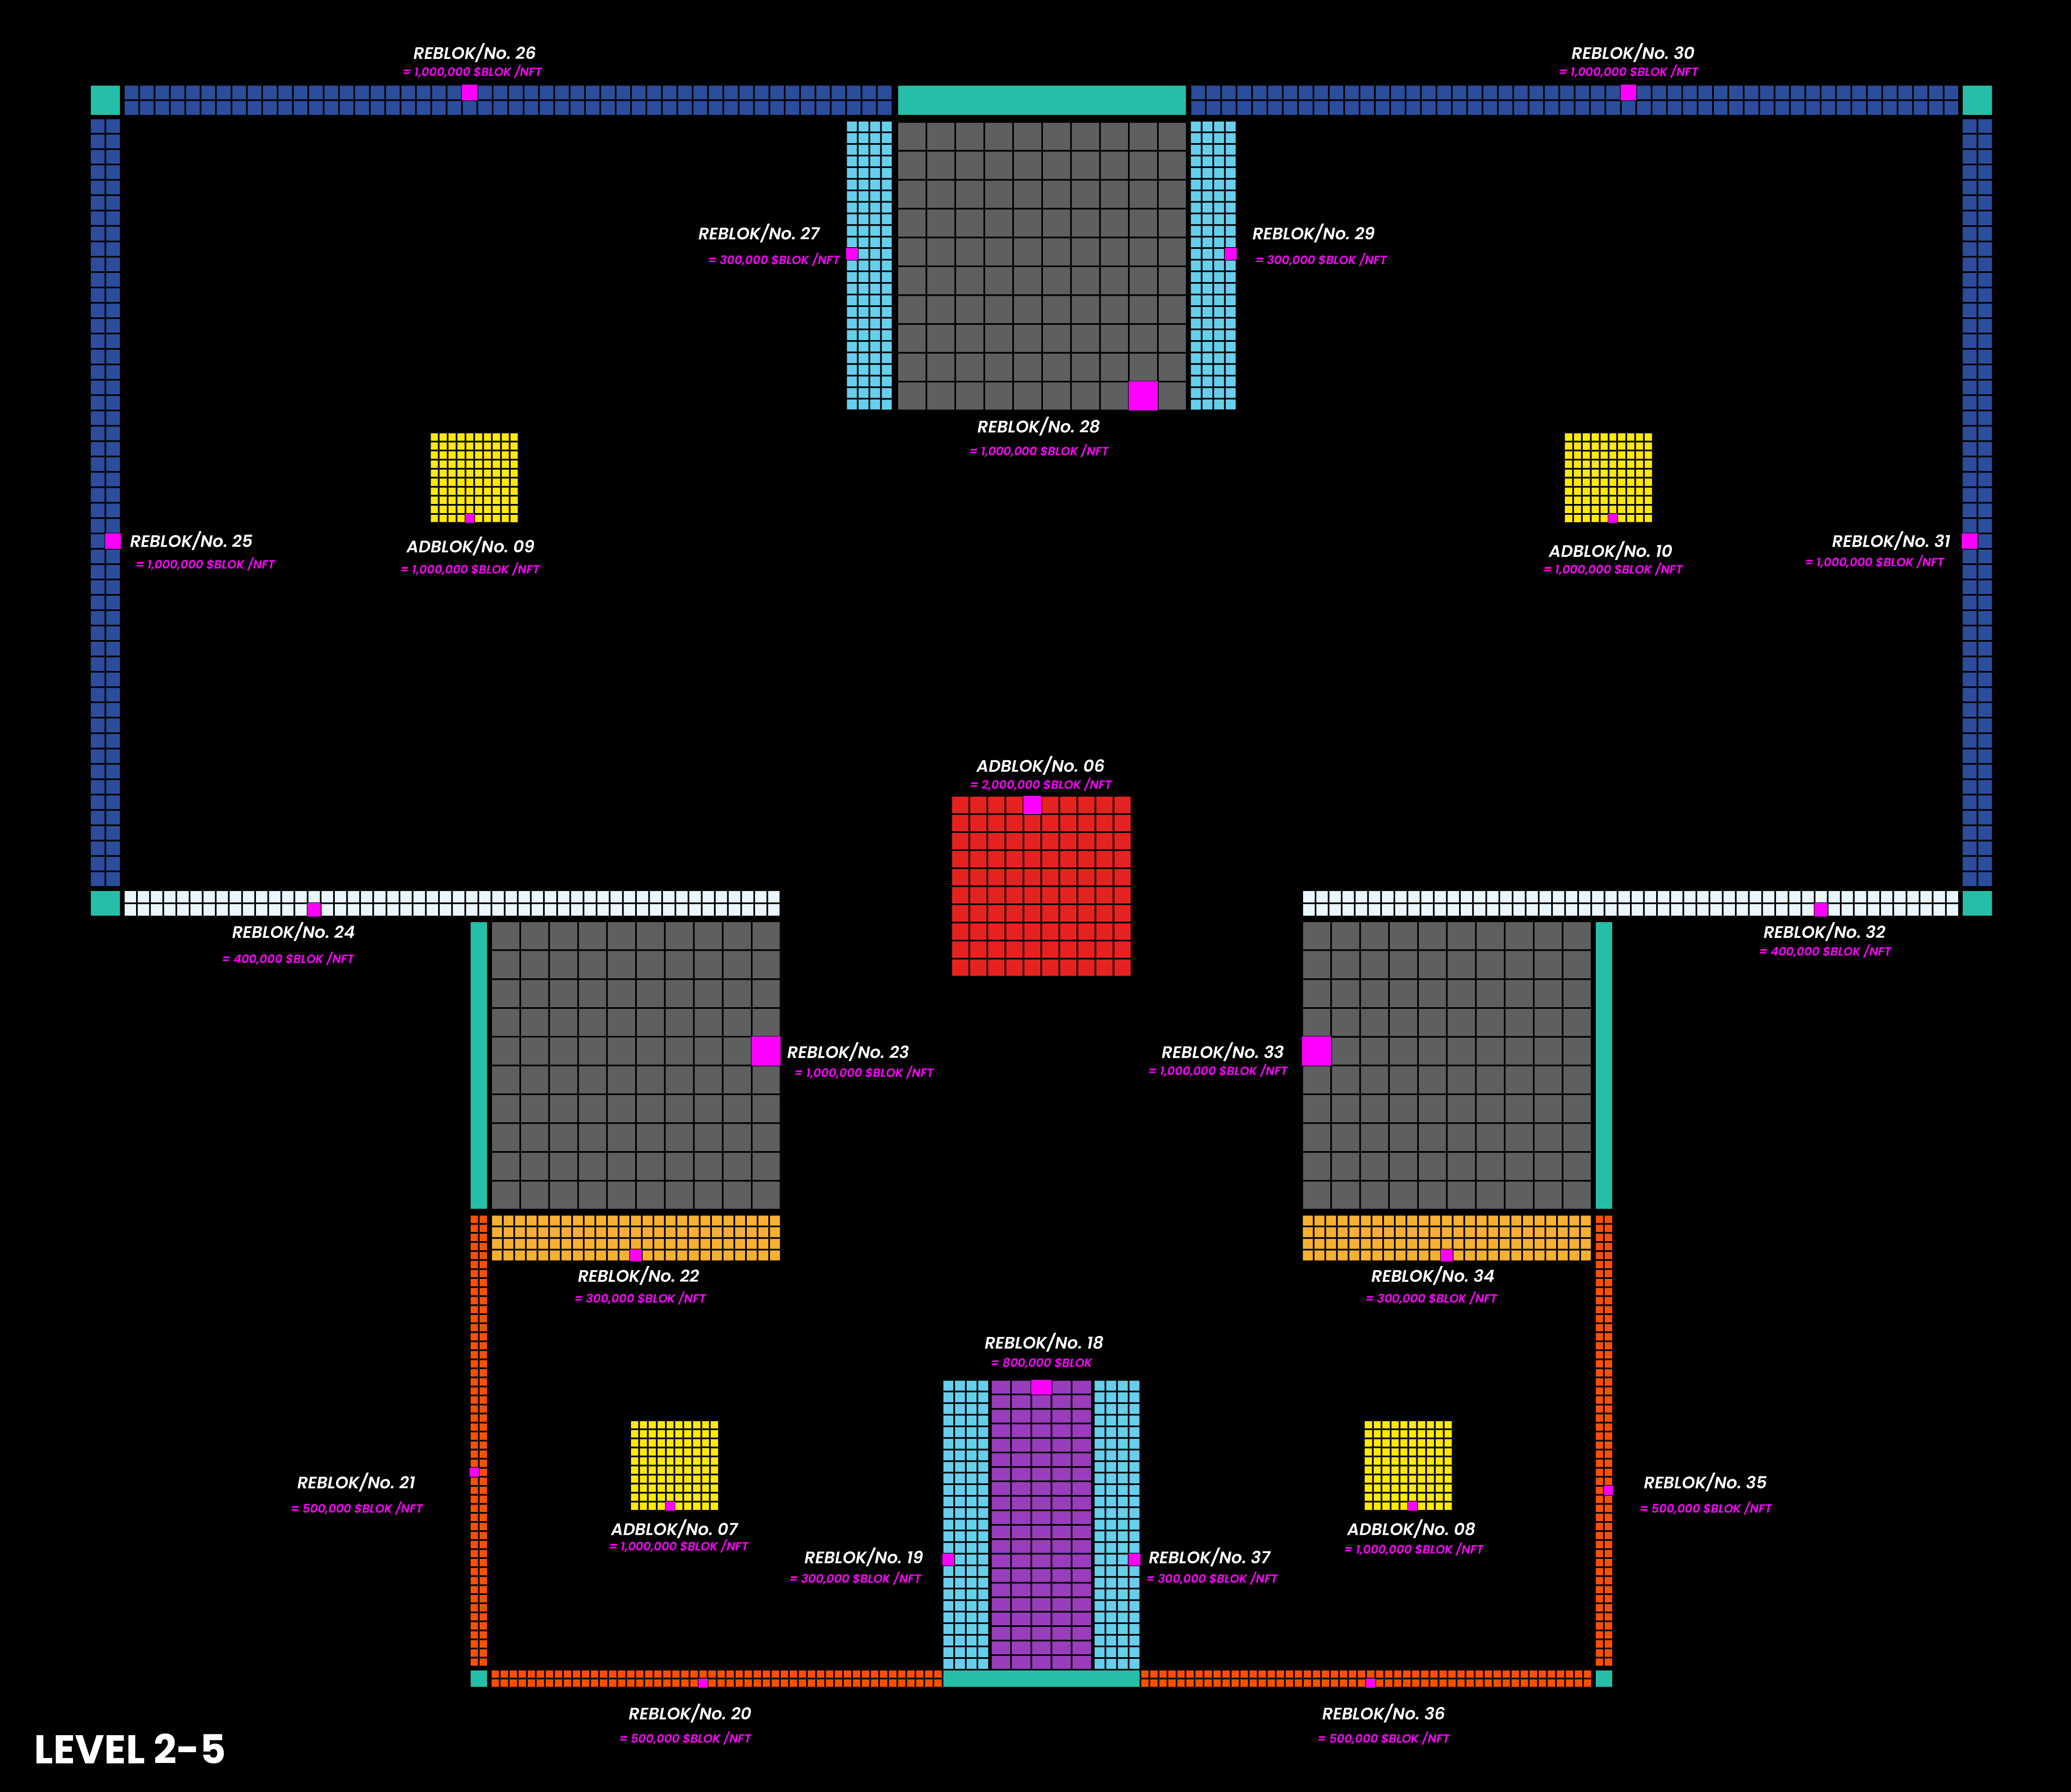 REBLOK/No. 26
= 1,000,000 $BLOK /NFT
REBLOK/No. 30
= 1,000,000 $BLOK /NFT
REBLOK/No. 27
= 300,000 $BLOK /NFT
REBLOK/No. 29
= 300,000 $BLOK /NFT
REBLOK/No. 28
= 1,000,000 $BLOK /NFT
REBLOK/No. 25
= 1,000,000 $BLOK /NFT
ADBLOK/No. 09
= 1,000,000 $BLOK /NFT
ADBLOK/No. 10
= 1,000,000 $BLOK /NFT
REBLOK/No. 31
= 1,000,000 $BLOK /NFT
ADBLOK/No. 06
= 2,000,000 $BLOK /NFT
REBLOK/No. 24
= 400,000 $BLOK /NFT
REBLOK/No. 32
= 400,000 $BLOK /NFT
REBLOK/No. 23
= 1,000,000 $BLOK /NFT
REBLOK/No. 33
= 1,000,000 $BLOK /NFT
REBLOK/No. 22
= 300,000 $BLOK /NFT
REBLOK/No. 34
= 300,000 $BLOK /NFT
REBLOK/No. 18
= 800,000 $BLOK
REBLOK/No. 21
= 500,000 $BLOK /NFT
REBLOK/No. 35
= 500,000 $BLOK /NFT
ADBLOK/No. 07
= 1,000,000 $BLOK /NFT
ADBLOK/No. 08
= 1,000,000 $BLOK /NFT
REBLOK/No. 19
= 300,000 $BLOK /NFT
REBLOK/No. 37
= 300,000 $BLOK /NFT
REBLOK/No. 20
= 500,000 $BLOK /NFT
REBLOK/No. 36
= 500,000 $BLOK /NFT
LEVEL 2-5